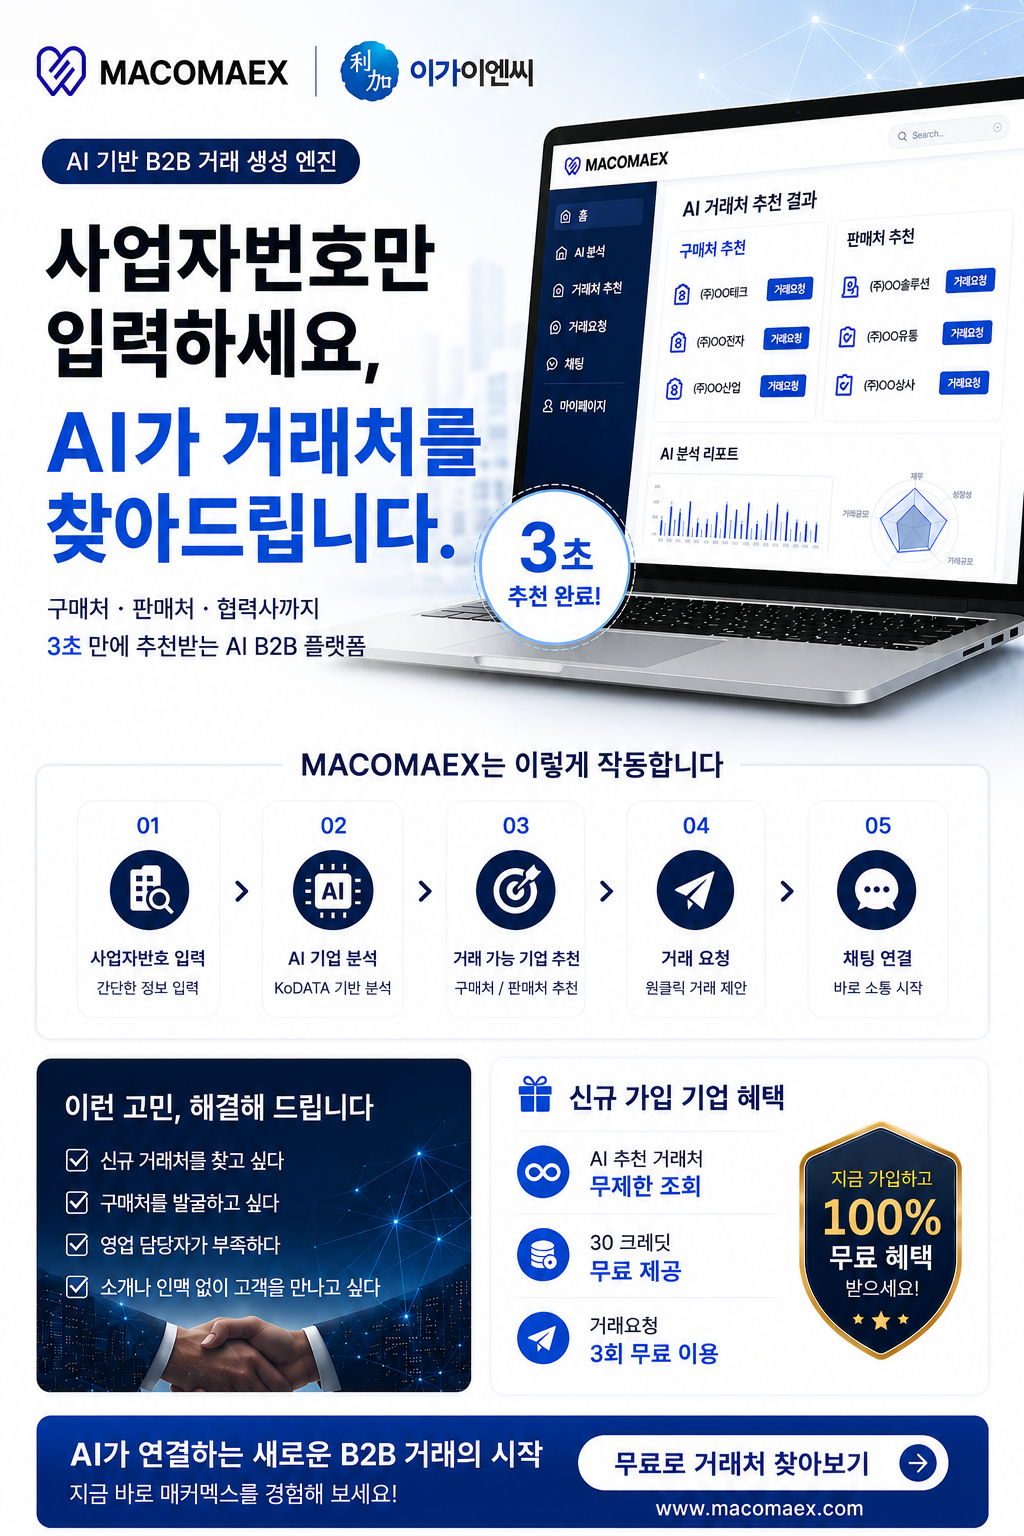 MACOMAEX
利加
이가이엔씨
AI 기반 B2B 거래 생성 엔진
사업자번호만
입력하세요,
AI가 거래처를
찾아드립니다.
구매처 · 판매처 · 협력사까지
3초 만에 추천받는 AI B2B 플랫폼
MACOMAEX
Search..
홈
AI 분석
거래처 추천
거래요청
채팅
마이페이지
AI 거래처 추천 결과
구매처 추천
(주)OO테크
거래요청
(주)OO전자
거래요청
(주)OO산업
거래요청
판매처 추천
(주)OO솔루션
거래요청
(주)OO유통
거래요청
(주)OO상사
거래요청
AI 분석 리포트
재무
성장성
거래규모
거래규모
3초
추천 완료!
MACOMAEX는 이렇게 작동합니다
01
사업자번호 입력
간단한 정보 입력
02
AI
AI 기업 분석
KoDATA 기반 분석
03
거래 가능 기업 추천
구매처 / 판매처 추천
04
거래 요청
원클릭 거래 제안
05
채팅 연결
바로 소통 시작
이런 고민, 해결해 드립니다
신규 거래처를 찾고 싶다
구매처를 발굴하고 싶다
영업 담당자가 부족하다
소개나 인맥 없이 고객을 만나고 싶다
신규 가입 기업 혜택
AI 추천 거래처
무제한 조회
30 크레딧
무료 제공
거래요청
3회 무료 이용
지금 가입하고
100%
무료 혜택
받으세요!
AI가 연결하는 새로운 B2B 거래의 시작
지금 바로 매커멕스를 경험해 보세요!
무료로 거래처 찾아보기
www.macomaex.com